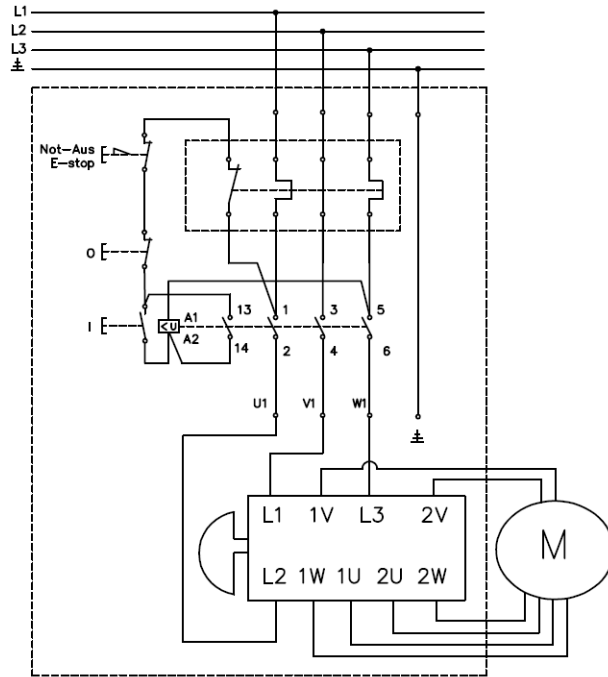 L1
L2
L3
Not-Aus
E-stop
O
I
<U
A1
A2
13
14
1
2
3
4
5
6
U1
V1
W1
L1 1V L3 2V
L2 1W 1U 2U 2W
M